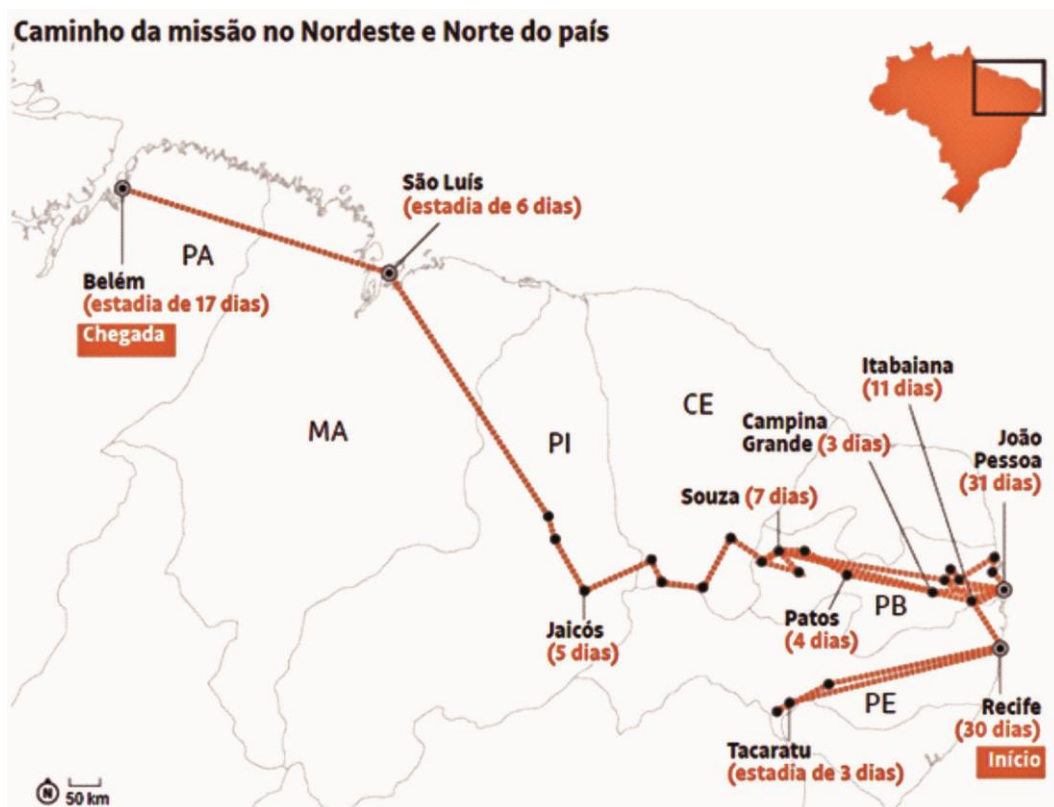 Caminho da missão no Nordeste e Norte do país
São Luís
(estadia de 6 dias)
PA
Belém
(estadia de 17 dias)
Chegada
MA
PI
CE
Itabaiana
(11 dias)
Campina
Grande (3 dias)
João
Pessoa
(31 dias)
Souza (7 dias)
Jaicós
(5 dias)
Patos
(4 dias)
PB
PE
Recife
(30 dias)
Início
Tacaratu
(estadia de 3 dias)
N
50 km